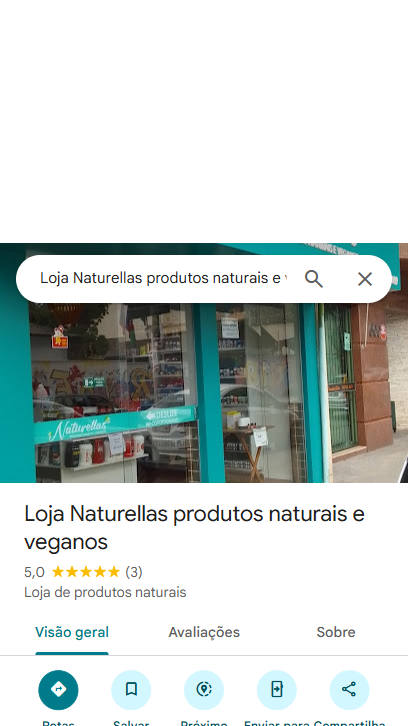 Loja Naturellas produtos naturais e
Naturellas
DESLIZE
Loja Naturellas produtos naturais e
veganos
5,0 (3)
Loja de produtos naturais
Visão geral Avaliações Sobre
Rotas Salvar Próximo Enviar para Compartilha